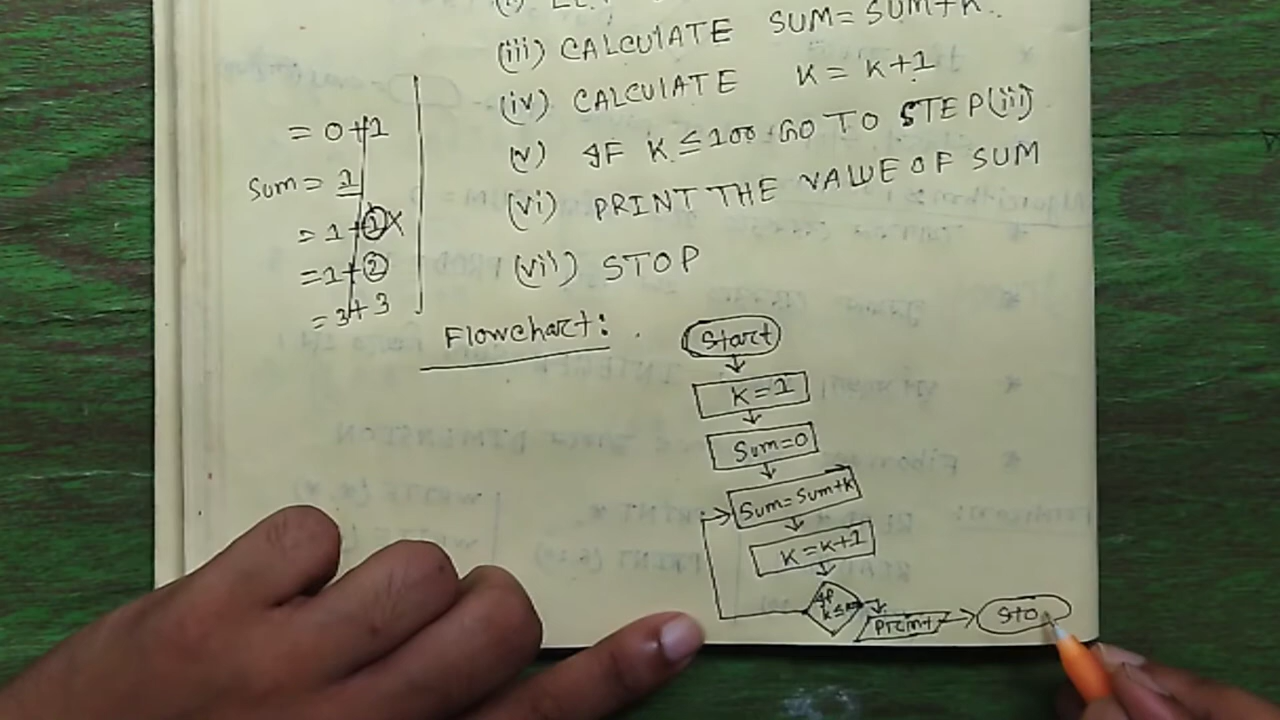 (iii) CALCULATE SUM=SUM+K.
(iv) CALCULATE K = K+1
(v) IF K ≤ 100 GO TO STEP(iii)
(vi) PRINT THE VALUE OF SUM
(vii) STOP
= 0+1
Sum = 1
= 1+1x
= 1+2
= 3+3
Flowchart:
Start
K=1
Sum=0
Sum=Sum+K
K=K+1
If
K≤
Print
Sto